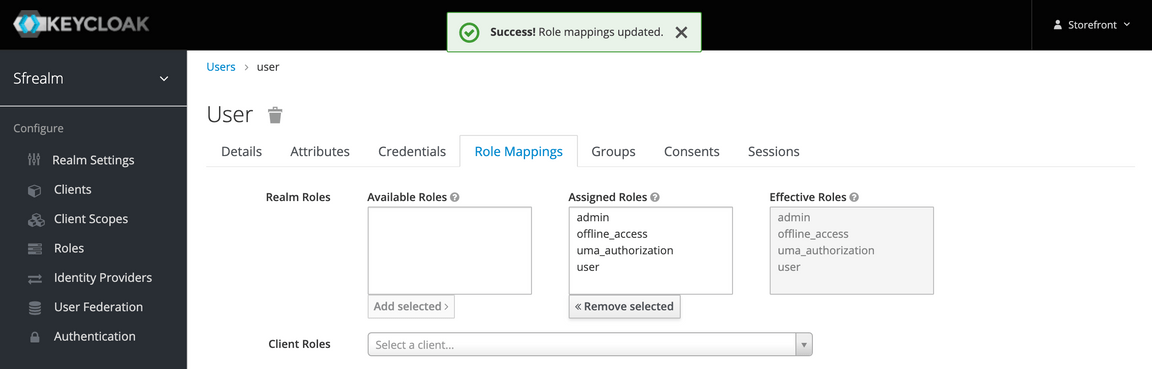 KEYCLOAK
Success! Role mappings updated.
Storefront
Sfrealm
Users > user
User
Configure
Details Attributes Credentials Role Mappings Groups Consents Sessions
Realm Settings
Clients
Client Scopes
Roles
Identity Providers
User Federation
Authentication
Realm Roles
Available Roles ?
Add selected >
Assigned Roles ?
admin
offline_access
uma_authorization
user
« Remove selected
Effective Roles ?
admin
offline_access
uma_authorization
user
Client Roles
Select a client...